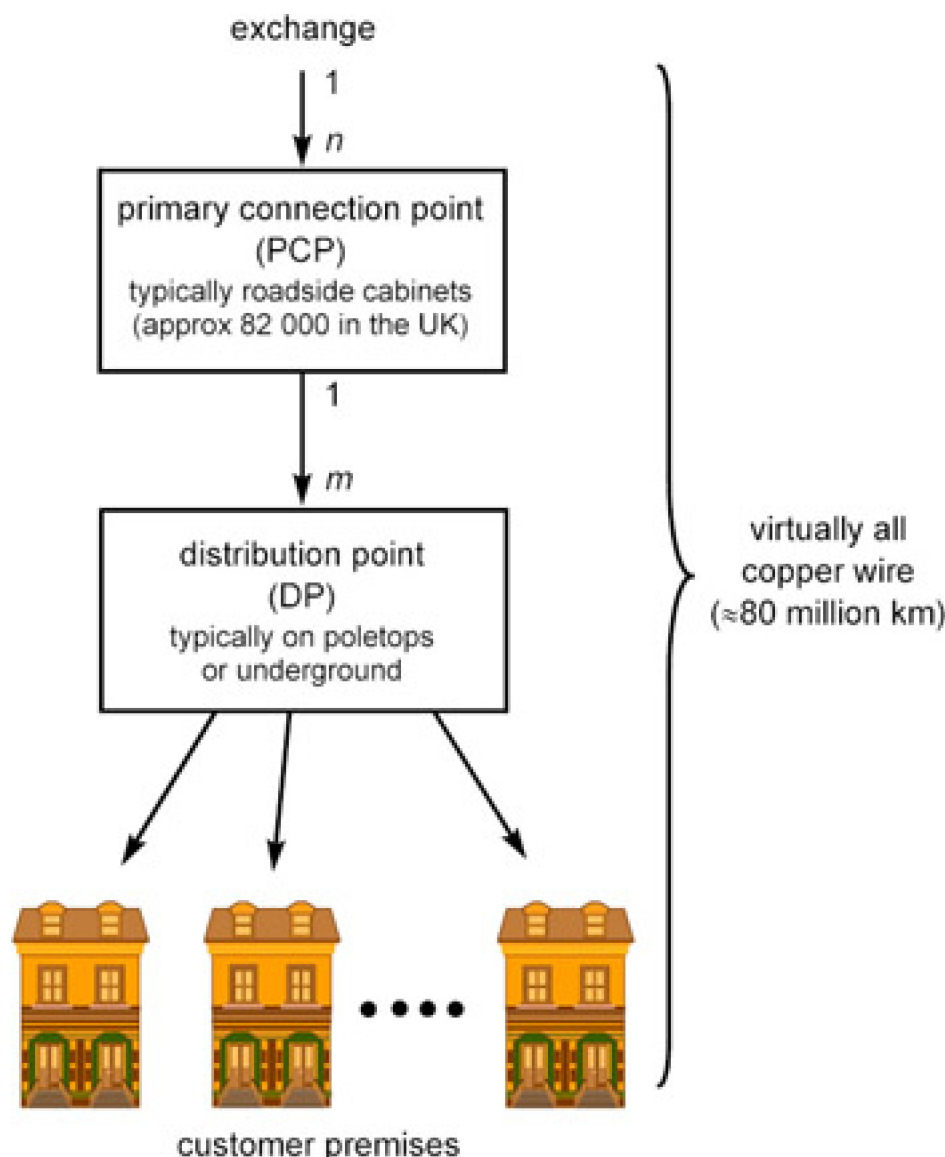 exchange
1
n
primary connection point
(PCP)
typically roadside cabinets
(approx 82 000 in the UK)
1
m
distribution point
(DP)
typically on poletops
or underground
virtually all
copper wire
(≈80 million km)
customer premises